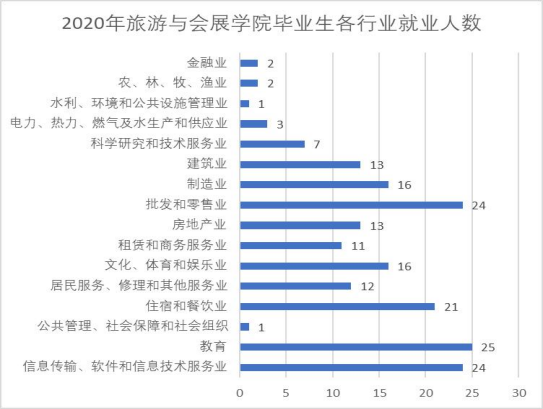 2020年旅游与会展学院毕业生各行业就业人数
金融业 2
农、林、牧、渔业 2
水利、环境和公共设施管理业 1
电力、热力、燃气及水生产和供应业 3
科学研究和技术服务业 7
建筑业 13
制造业 16
批发和零售业 24
房地产业 13
租赁和商务服务业 11
文化、体育和娱乐业 16
居民服务、修理和其他服务业 12
住宿和餐饮业 21
公共管理、社会保障和社会组织 1
教育 25
信息传输、软件和信息技术服务业 24
0 5 10 15 20 25 30